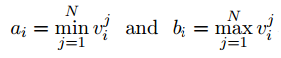 $a_i = \min_{j=1}^{N} v_i^j$ and $b_i = \max_{j=1}^{N} v_i^j$